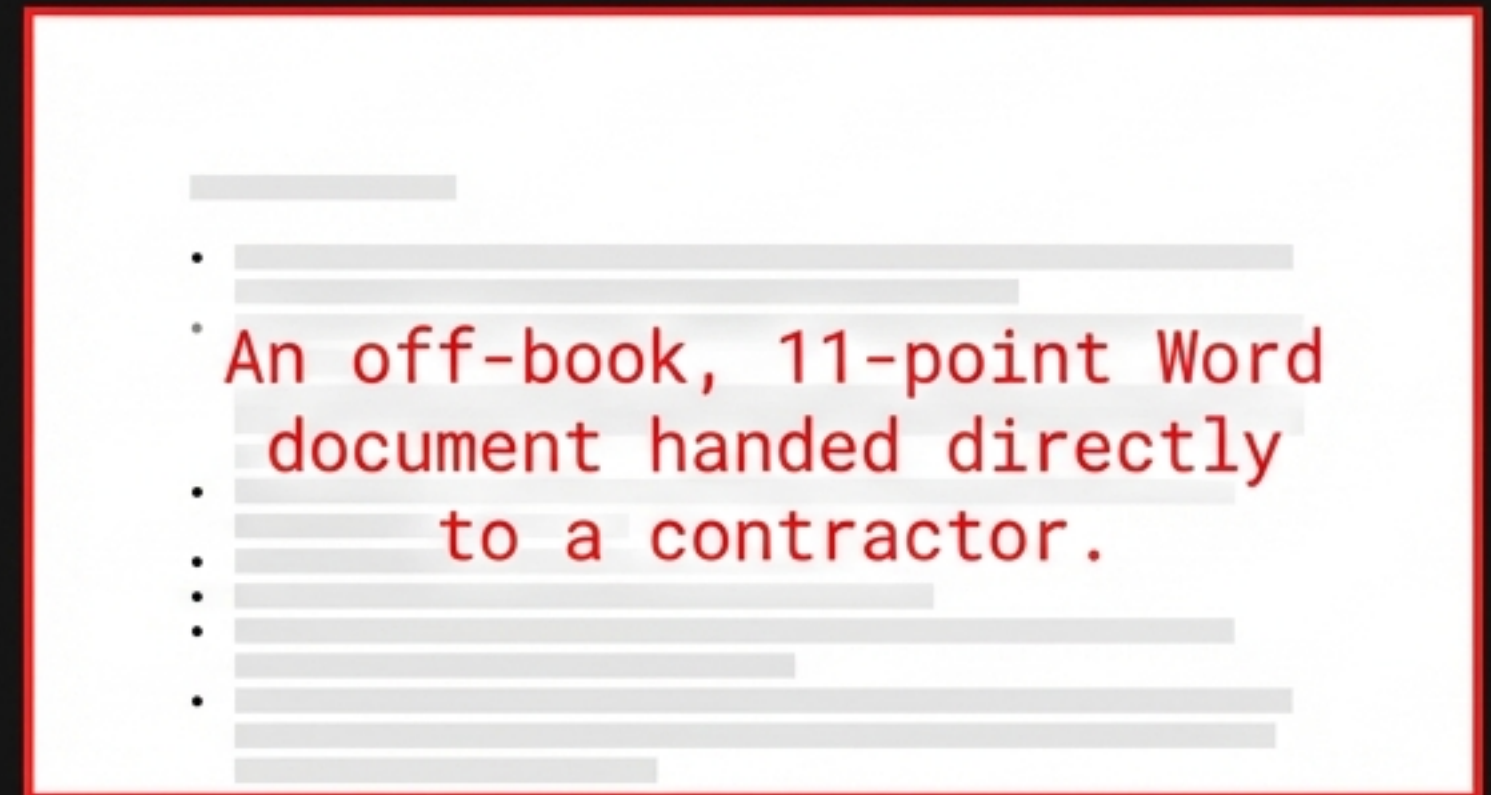 An off-book, 11-point Word
document handed directly
to a contractor.